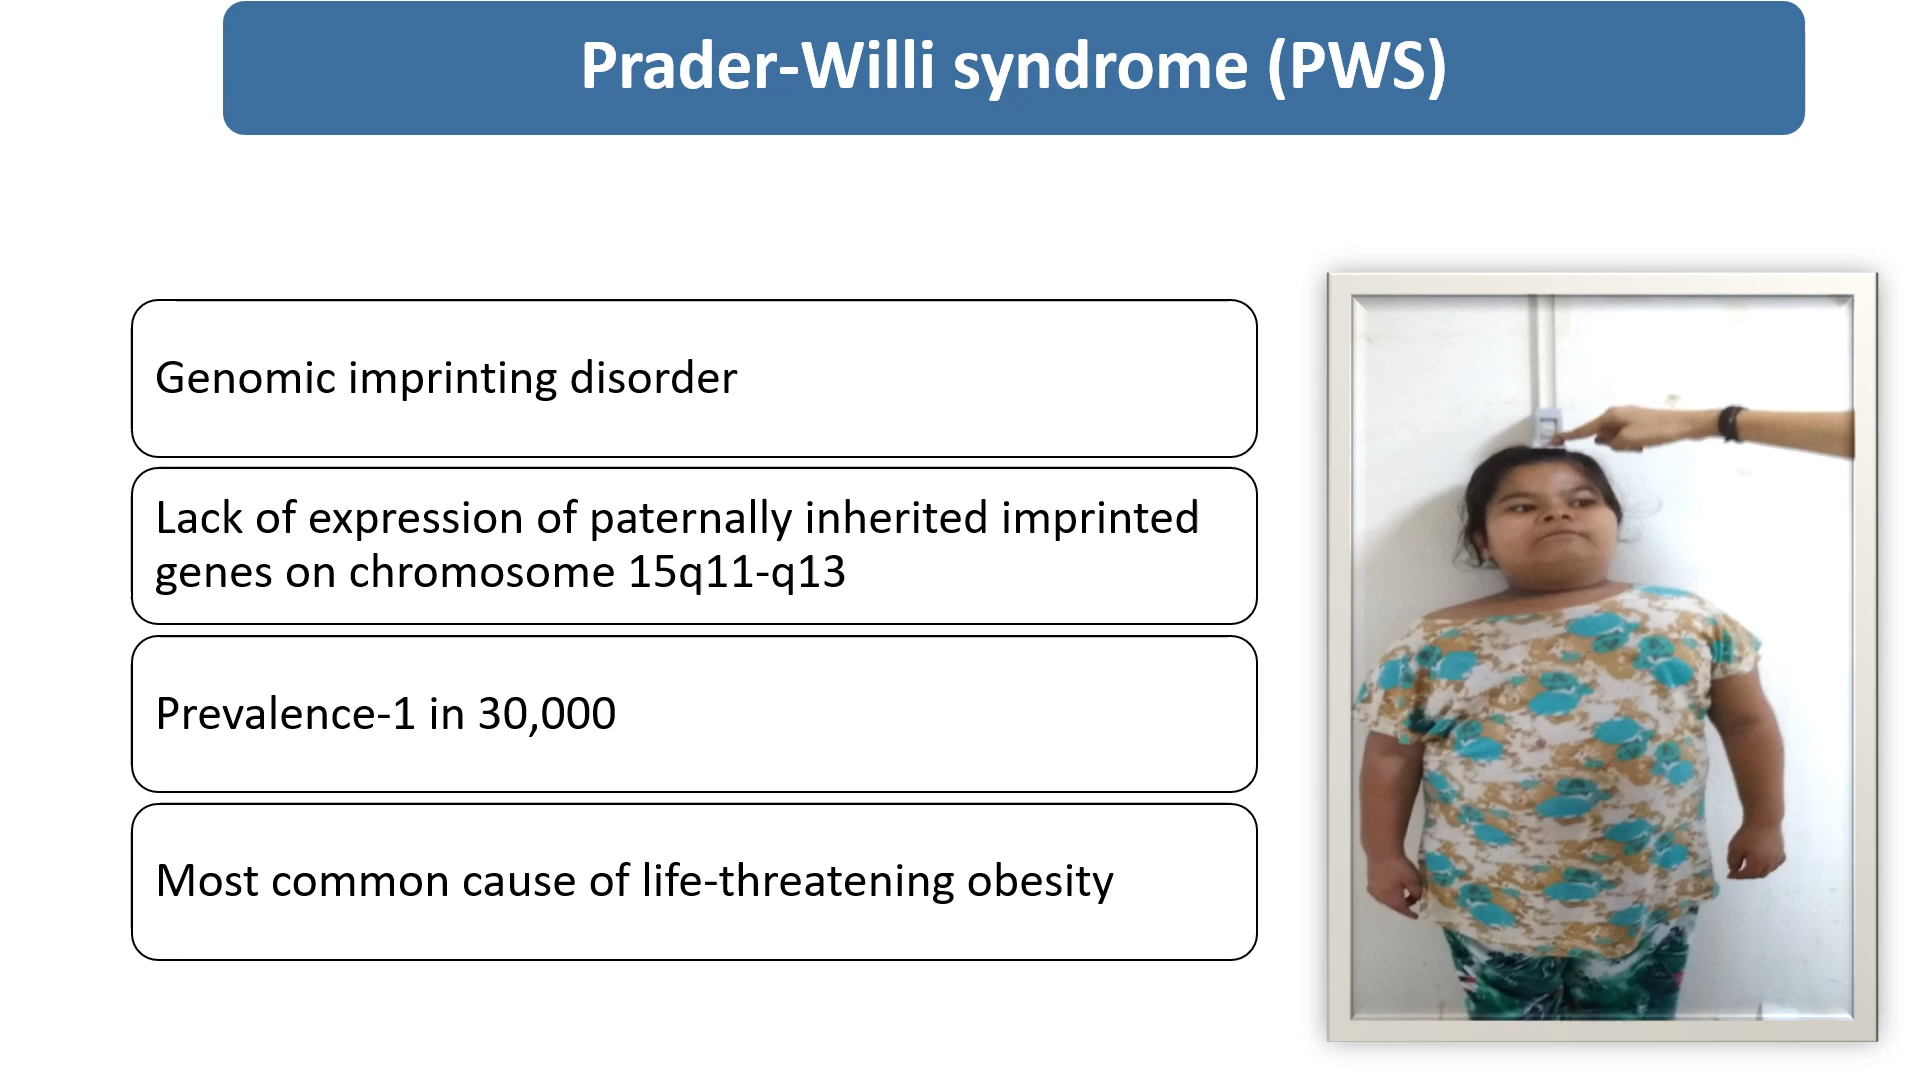 Prader-Willi syndrome (PWS)
Genomic imprinting disorder
Lack of expression of paternally inherited imprinted
genes on chromosome 15q11-q13
Prevalence-1 in 30,000
Most common cause of life-threatening obesity